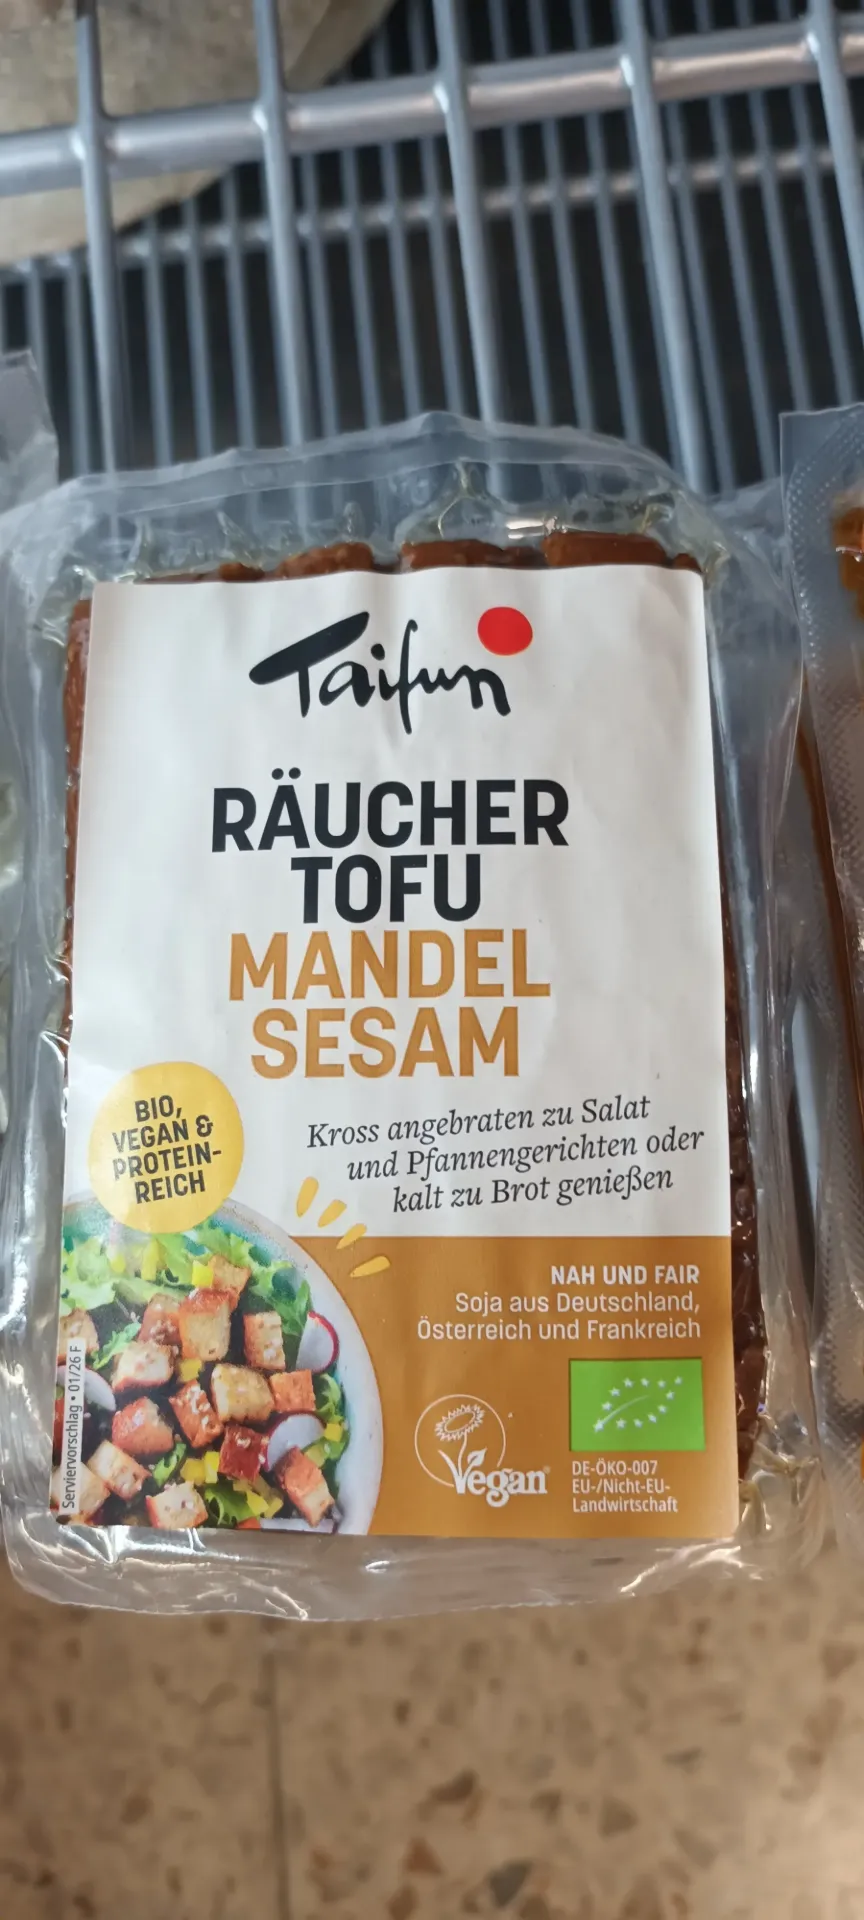 Taifun
RÄUCHER
TOFU
MANDEL
SESAM
BIO,
VEGAN &
PROTEIN-
REICH
Kross angebraten zu Salat
und Pfannengerichten oder
kalt zu Brot genießen
NAH UND FAIR
Soja aus Deutschland,
Österreich und Frankreich
Serviervorschlag • 01/26 F
Vegan
DE-ÖKO-007
EU-/Nicht-EU-
Landwirtschaft